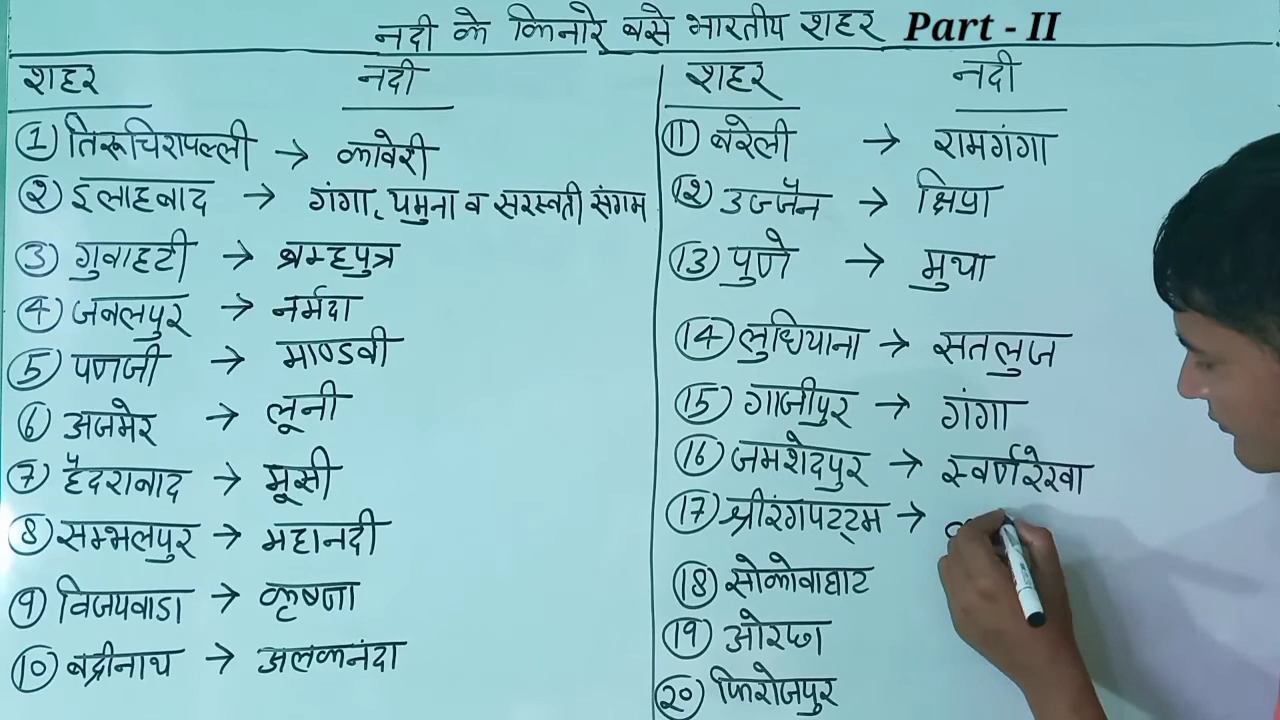 नदी के किनारे बसे भारतीय शहर Part - II
शहर नदी
① तिरूचिरापल्ली → कावेरी
② इलाहबाद → गंगा, यमुना व सरस्वती संगम
③ गुवाहटी → ब्रम्हपुत्र
④ जबलपुर → नर्मदा
⑤ पणजी → माण्डवी
⑥ अजमेर → लूनी
⑦ हैदराबाद → मूसी
⑧ सम्भलपुर → महानदी
⑨ विजयवाडा → कृष्णा
⑩ बद्रीनाथ → अलकनंदा
शहर नदी
⑪ बरेली → रामगंगा
⑫ उज्जैन → क्षिप्रा
⑬ पुणे → मुथा
⑭ लुधियाना → सतलुज
⑮ गाजीपुर → गंगा
⑯ जमशेदपुर → स्वर्णरेखा
⑰ श्रीरंगपट्टम →
⑱ सोकोवाघाट
⑲ ओरछा
⑳ फिरोजपुर